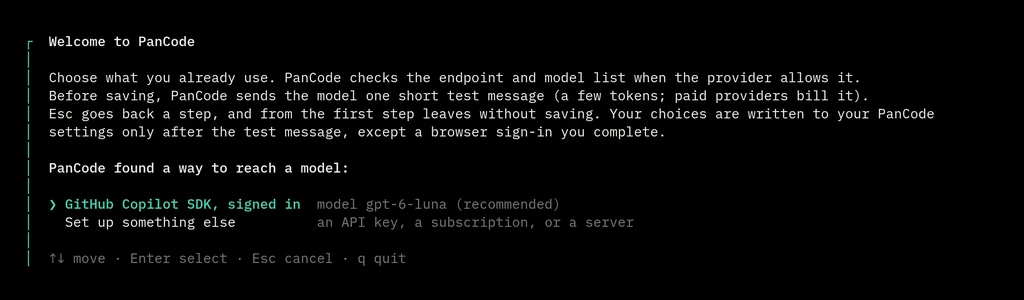 Welcome to PanCode
Choose what you already use. PanCode checks the endpoint and model list when the provider allows it.
Before saving, PanCode sends the model one short test message (a few tokens; paid providers bill it).
Esc goes back a step, and from the first step leaves without saving. Your choices are written to your PanCode
settings only after the test message, except a browser sign-in you complete.
PanCode found a way to reach a model:
❯ GitHub Copilot SDK, signed in  model gpt-6-luna (recommended)
Set up something else  an API key, a subscription, or a server
↑↓ move · Enter select · Esc cancel · q quit